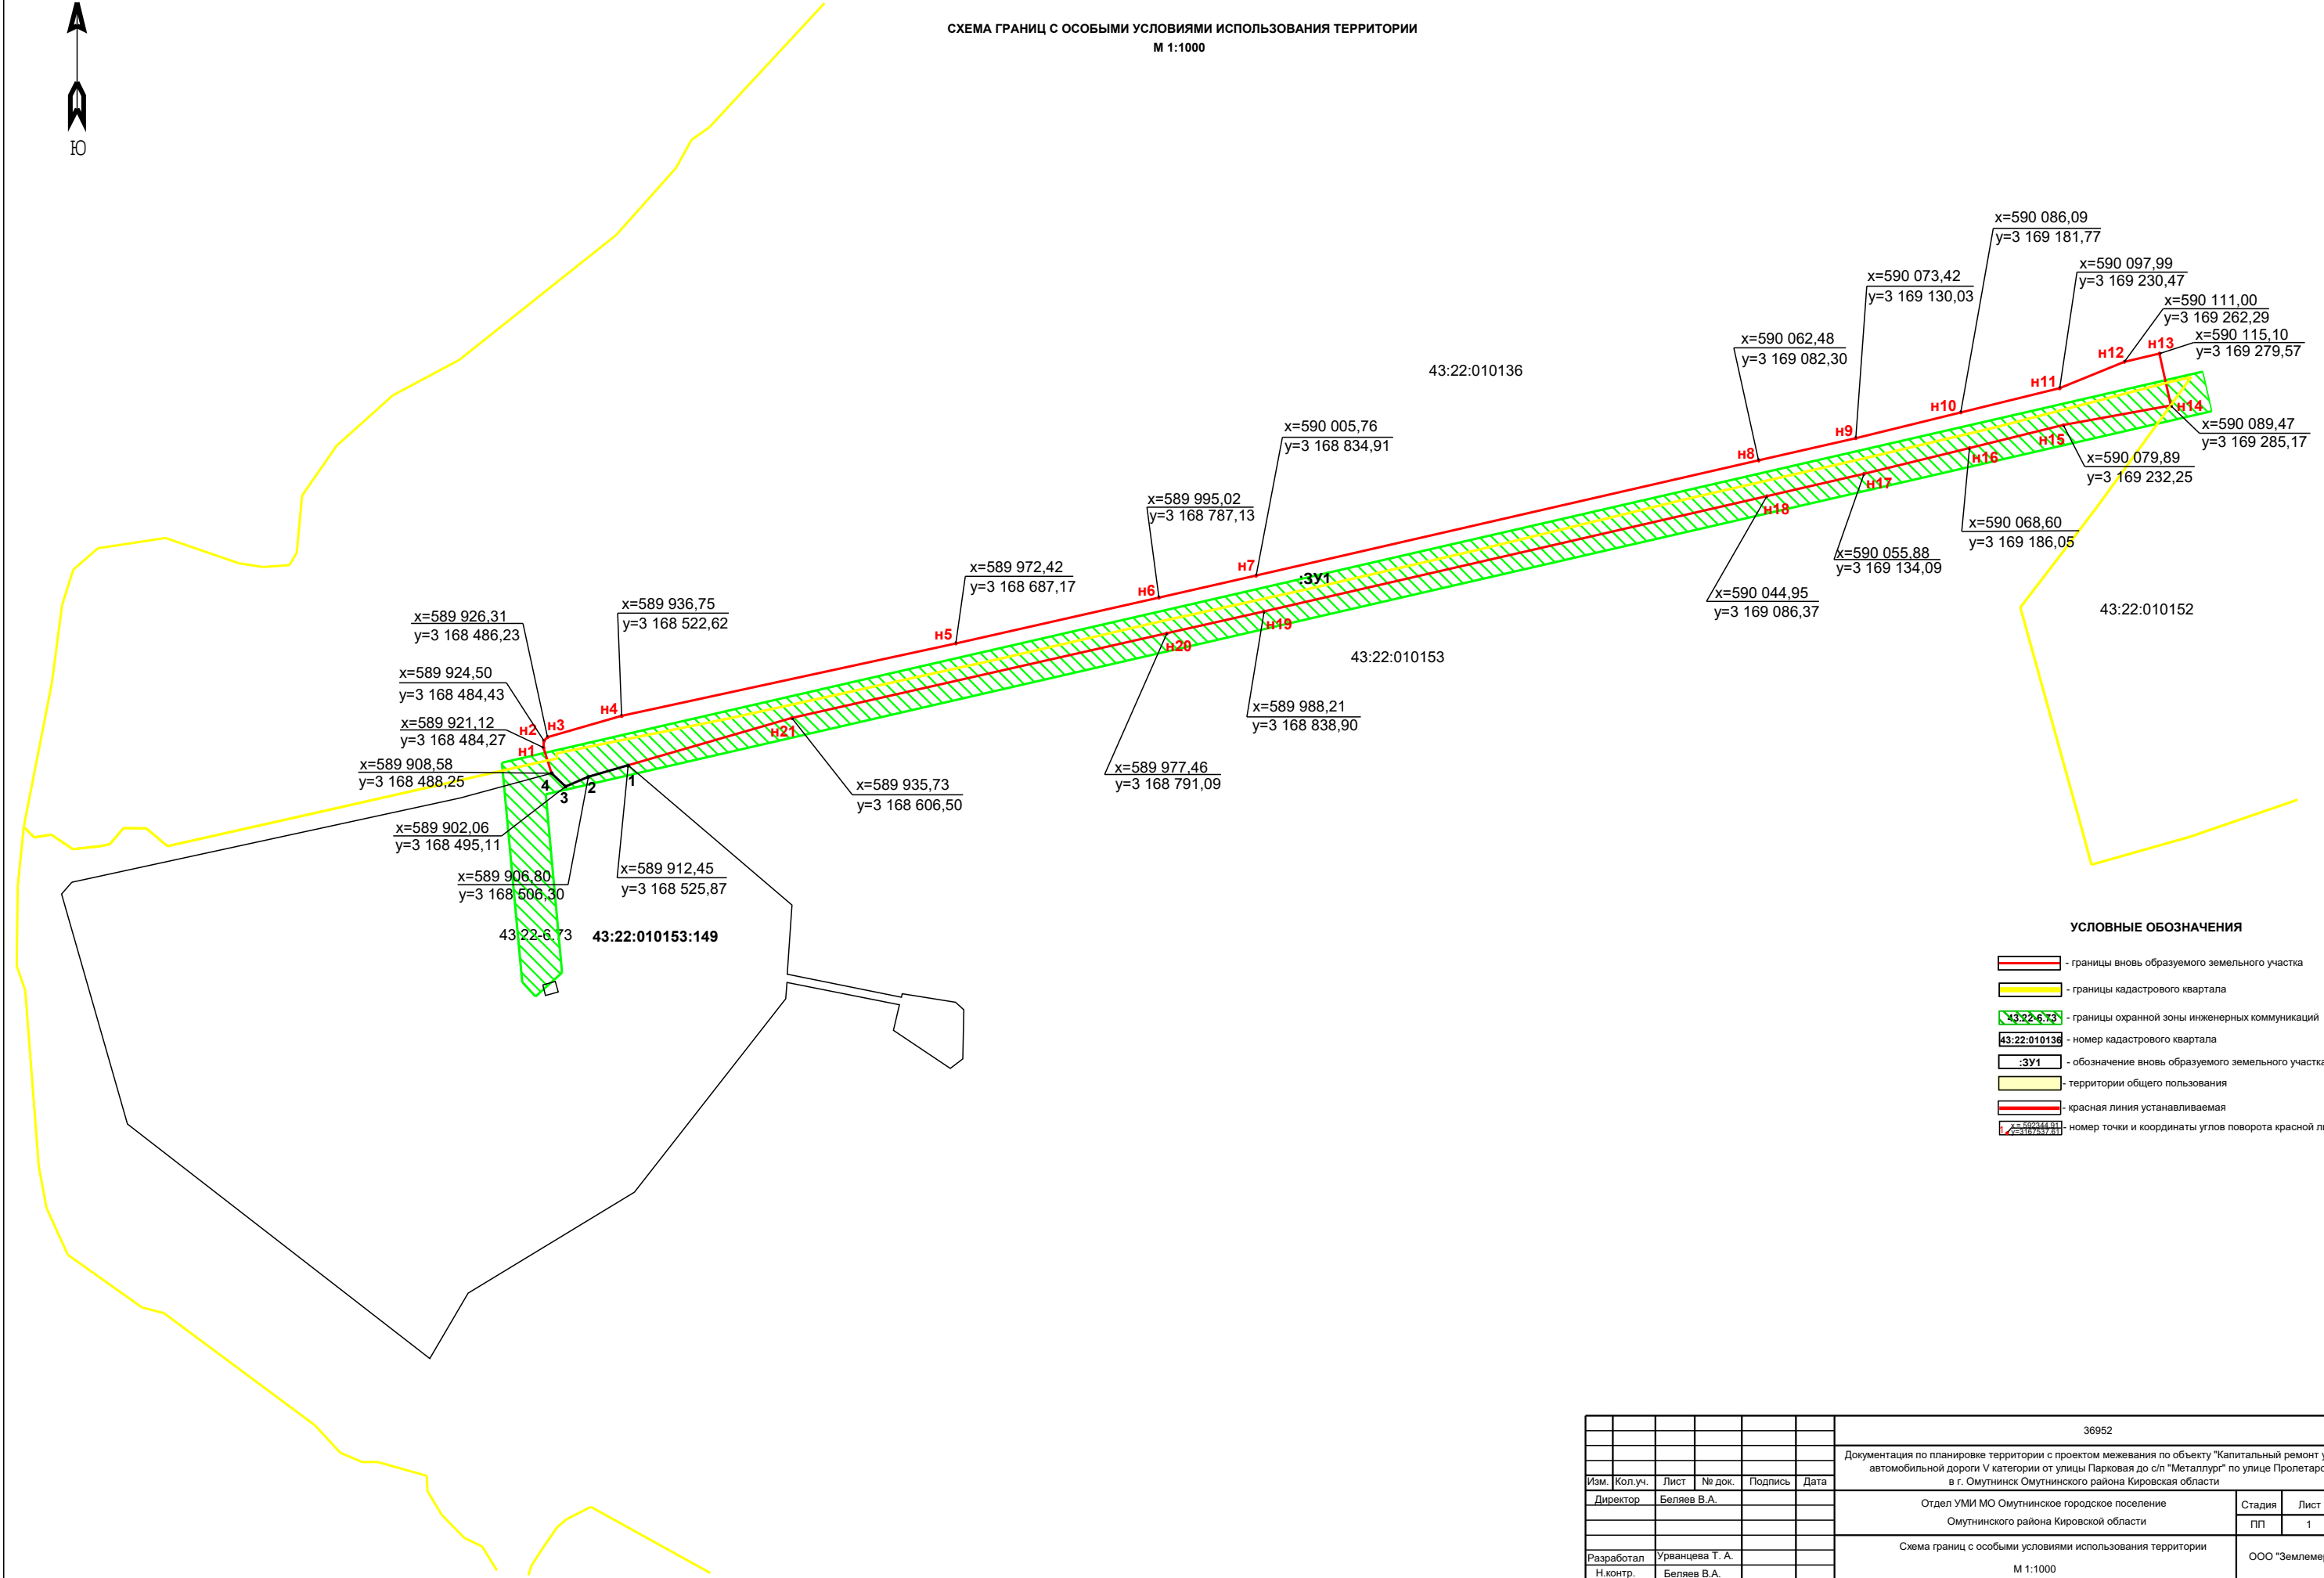 СХЕМА ГРАНИЦ С ОСОБЫМИ УСЛОВИЯМИ ИСПОЛЬЗОВАНИЯ ТЕРРИТОРИИ
М 1:1000
Ю
x=590 086,09
y=3 169 181,77
x=590 097,99
y=3 169 230,47
x=590 073,42
y=3 169 130,03
x=590 111,00
y=3 169 262,29
x=590 115,10
y=3 169 279,57
x=590 062,48
y=3 169 082,30
н12
н13
43:22:010136
н11
н10
н14
x=590 089,47
y=3 169 285,17
x=590 005,76
y=3 168 834,91
н9
н15
н8
н16
x=590 079,89
y=3 169 232,25
н17
x=589 995,02
y=3 168 787,13
н18
x=590 068,60
y=3 169 186,05
x=590 055,88
y=3 169 134,09
x=589 972,42
y=3 168 687,17
н7
:ЗУ1
н6
x=590 044,95
y=3 169 086,37
43:22:010152
x=589 926,31
y=3 168 486,23
x=589 936,75
y=3 168 522,62
н19
н5
н20
43:22:010153
x=589 924,50
y=3 168 484,43
x=589 988,21
y=3 168 838,90
н4
x=589 921,12
y=3 168 484,27
н2
н3
н21
н1
x=589 908,58
y=3 168 488,25
x=589 977,46
y=3 168 791,09
4
3
2
1
x=589 935,73
y=3 168 606,50
x=589 902,06
y=3 168 495,11
x=589 906,80
y=3 168 506,30
x=589 912,45
y=3 168 525,87
43:22-6.73
43:22:010153:149
УСЛОВНЫЕ ОБОЗНАЧЕНИЯ
- границы вновь образуемого земельного участка
- границы кадастрового квартала
43:22-6.73 - границы охранной зоны инженерных коммуникаций
43:22:010136 - номер кадастрового квартала
:ЗУ1 - обозначение вновь образуемого земельного участка
- территории общего пользования
- красная линия устанавливаемая
1 x = 592344.91 y=3167537.61 - номер точки и координаты углов поворота красной
36952
Документация по планировке территории с проектом межевания по объекту "Капитальный ремонт
автомобильной дороги V категории от улицы Парковая до с/п "Металлург" по улице
в г. Омутнинск Омутнинского района Кировская области
Изм. Кол.уч. Лист № док. Подпись Дата
Директор Беляев В.А.
Отдел УМИ МО Омутнинское городское поселение
Омутнинского района Кировской области
Стадия Лист
ПП 1
Разработал Урванцева Т. А.
Н.контр. Беляев В.А.
Схема границ с особыми условиями использования территории
М 1:1000
ООО